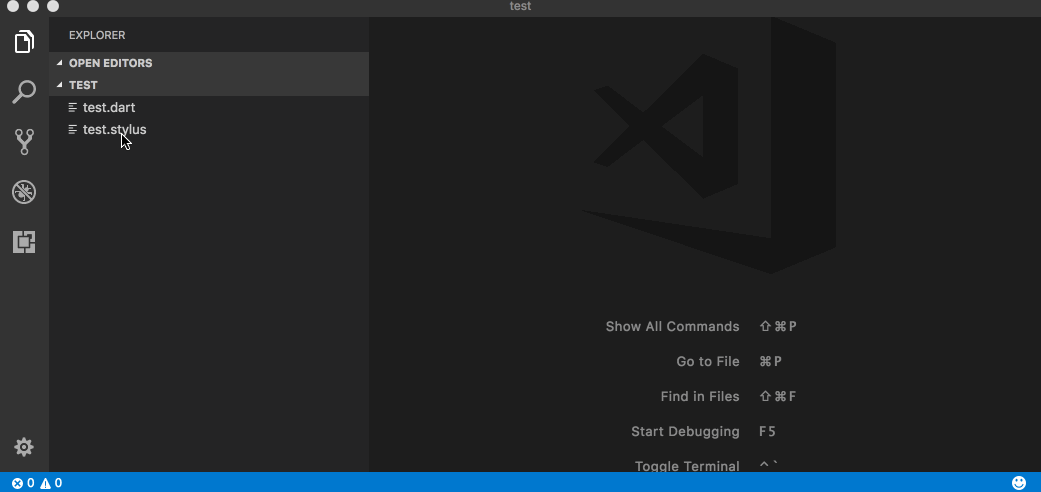 test
EXPLORER
OPEN EDITORS
TEST
test.dart
test.stylus
Show All Commands ⇧⌘P
Go to File ⌘P
Find in Files ⇧⌘F
Start Debugging F5
Toggle Terminal ^`
0 0